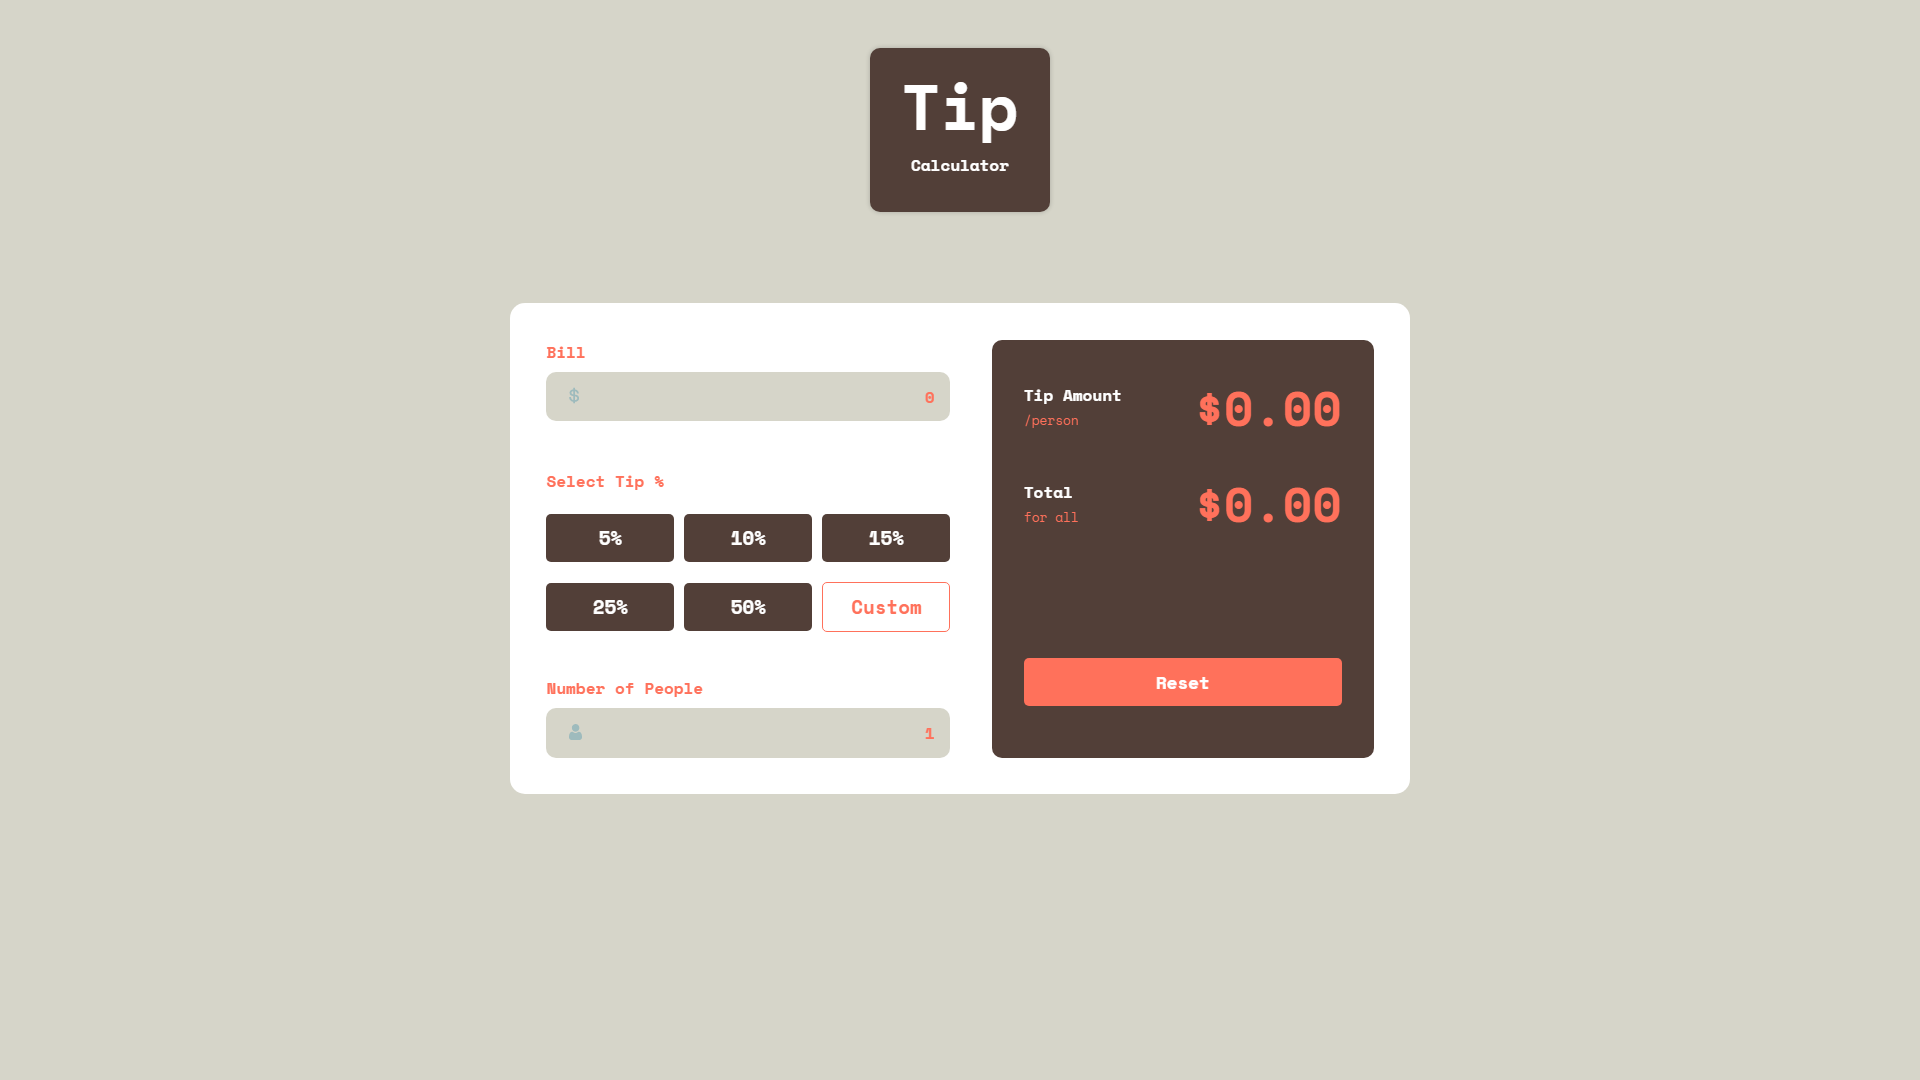 Tip
Calculator
Bill
$ 0
Select Tip %
5% 10% 15%
25% 50% Custom
Number of People
1
Tip Amount
/person
$0.00
Total
for all
$0.00
Reset